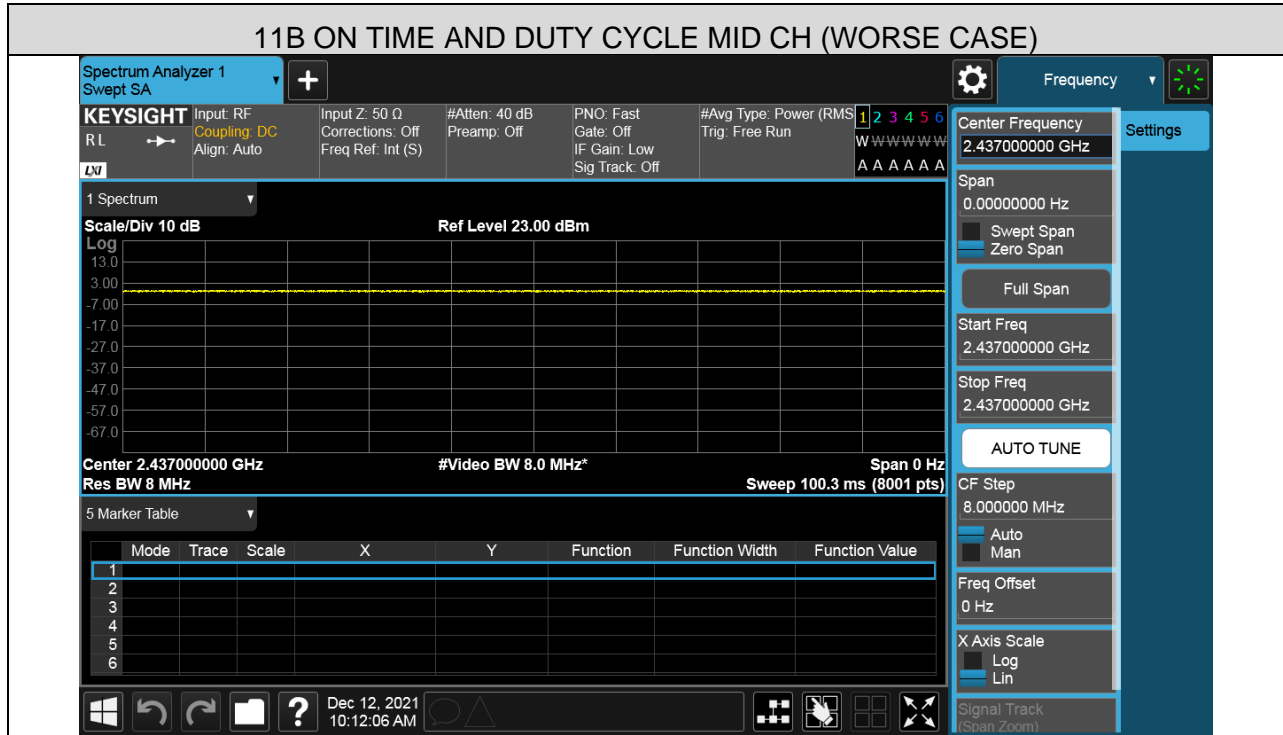 11B ON TIME AND DUTY CYCLE MID CH (WORSE CASE)
Spectrum Analyzer 1
Swept SA
Frequency
KEYSIGHT
RL
LXI
Input: RF
Coupling: DC
Align: Auto
Input Z: 50 Ω
Corrections: Off
Freq Ref: Int (S)
#Atten: 40 dB
Preamp: Off
PNO: Fast
Gate: Off
IF Gain: Low
Sig Track: Off
#Avg Type: Power (RMS
Trig: Free Run
1 2 3 4 5 6
W W W W W W
A A A A A A
1 Spectrum
Scale/Div 10 dB
Ref Level 23.00 dBm
Log
13.0
3.00
-7.00
-17.0
-27.0
-37.0
-47.0
-57.0
-67.0
Center 2.437000000 GHz
#Video BW 8.0 MHz*
Span 0 Hz
Res BW 8 MHz
Sweep 100.3 ms (8001 pts)
5 Marker Table
Mode Trace Scale X Y Function Function Width Function Value
1
2
3
4
5
6
Dec 12, 2021
10:12:06 AM
Center Frequency
2.437000000 GHz
Settings
Span
0.00000000 Hz
Swept Span
Zero Span
Full Span
Start Freq
2.437000000 GHz
Stop Freq
2.437000000 GHz
AUTO TUNE
CF Step
8.000000 MHz
Auto
Man
Freq Offset
0 Hz
X Axis Scale
Log
Lin
Signal Track
(Span Zoom)